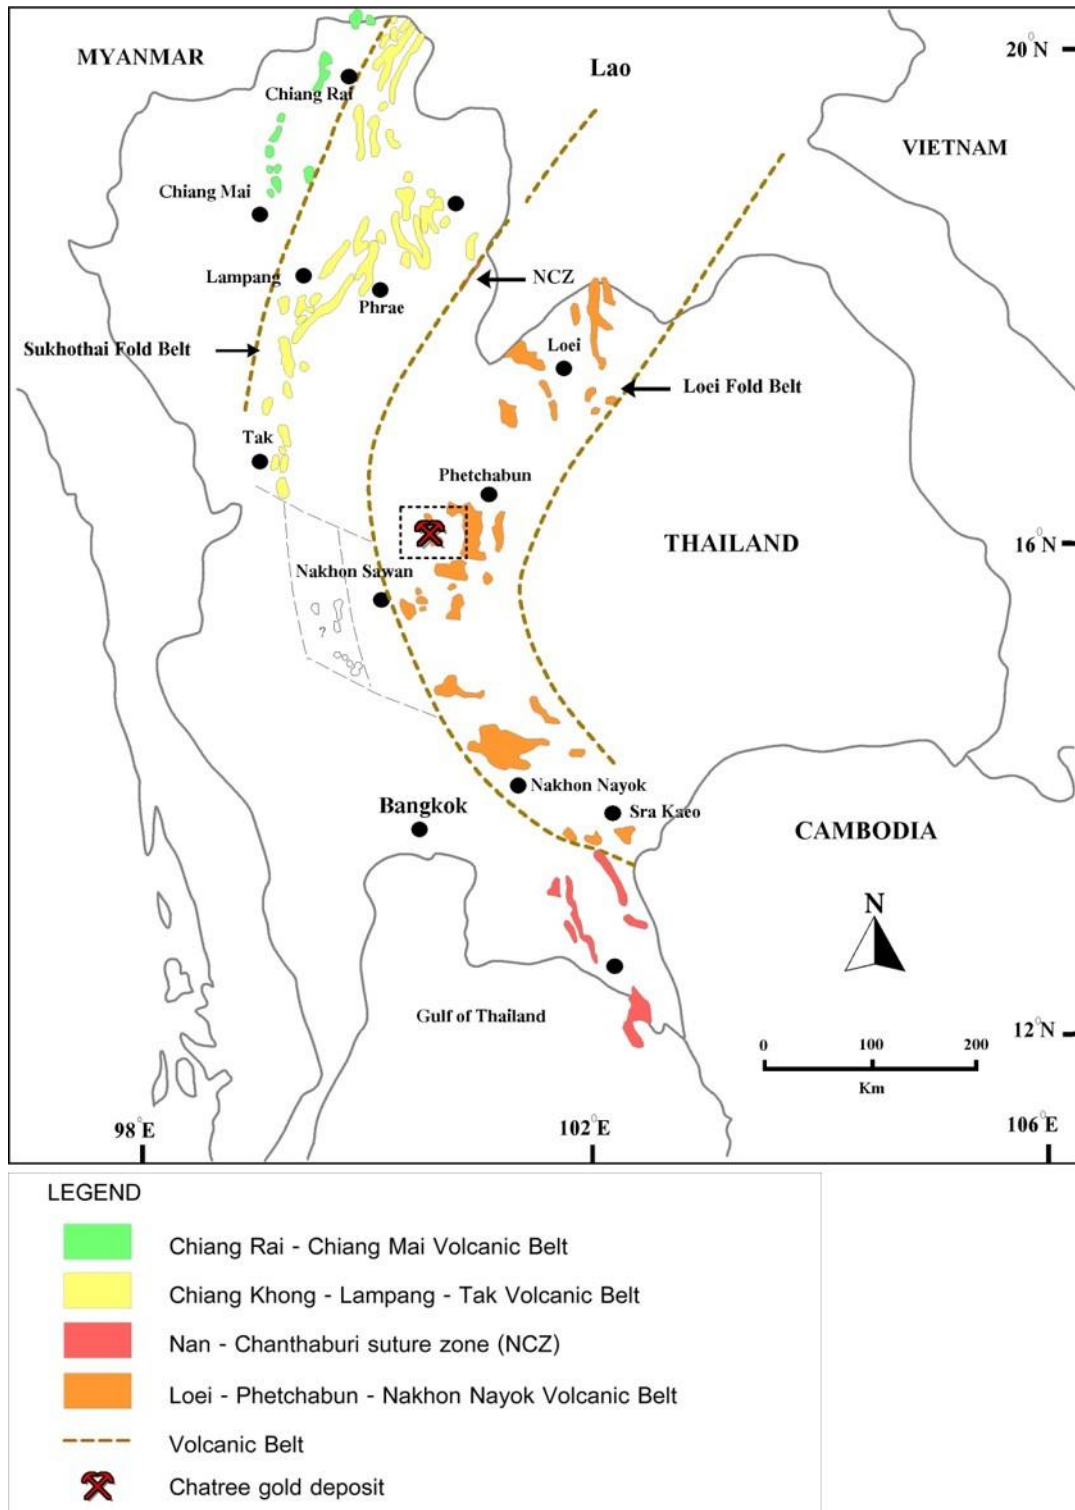 MYANMAR
Lao
20°N
Chiang Rai
VIETNAM
Chiang Mai
Lampang
NCZ
Phrae
Sukhothai Fold Belt
Loei
Loei Fold Belt
Tak
Phetchabun
THAILAND
16°N
Nakhon Sawan
?
Nakhon Nayok
Bangkok
Sra Kaeo
CAMBODIA
N
Gulf of Thailand
12°N
0 100 200
Km
98°E 102°E 106°E
LEGEND
Chiang Rai - Chiang Mai Volcanic Belt
Chiang Khong - Lampang - Tak Volcanic Belt
Nan - Chanthaburi suture zone (NCZ)
Loei - Phetchabun - Nakhon Nayok Volcanic Belt
Volcanic Belt
Chatree gold deposit